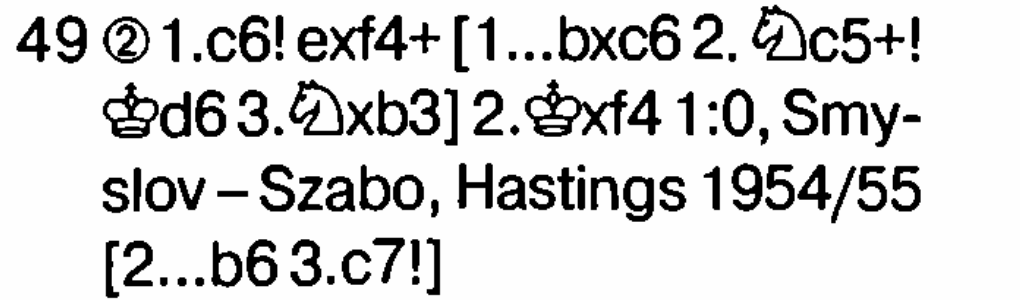 49 ② 1.c6! exf4+ [1...bxc6 2. ♘c5+!
♔d6 3.♘xb3] 2.♔xf4 1:0, Smy-
slov – Szabo, Hastings 1954/55
[2...b6 3.c7!]